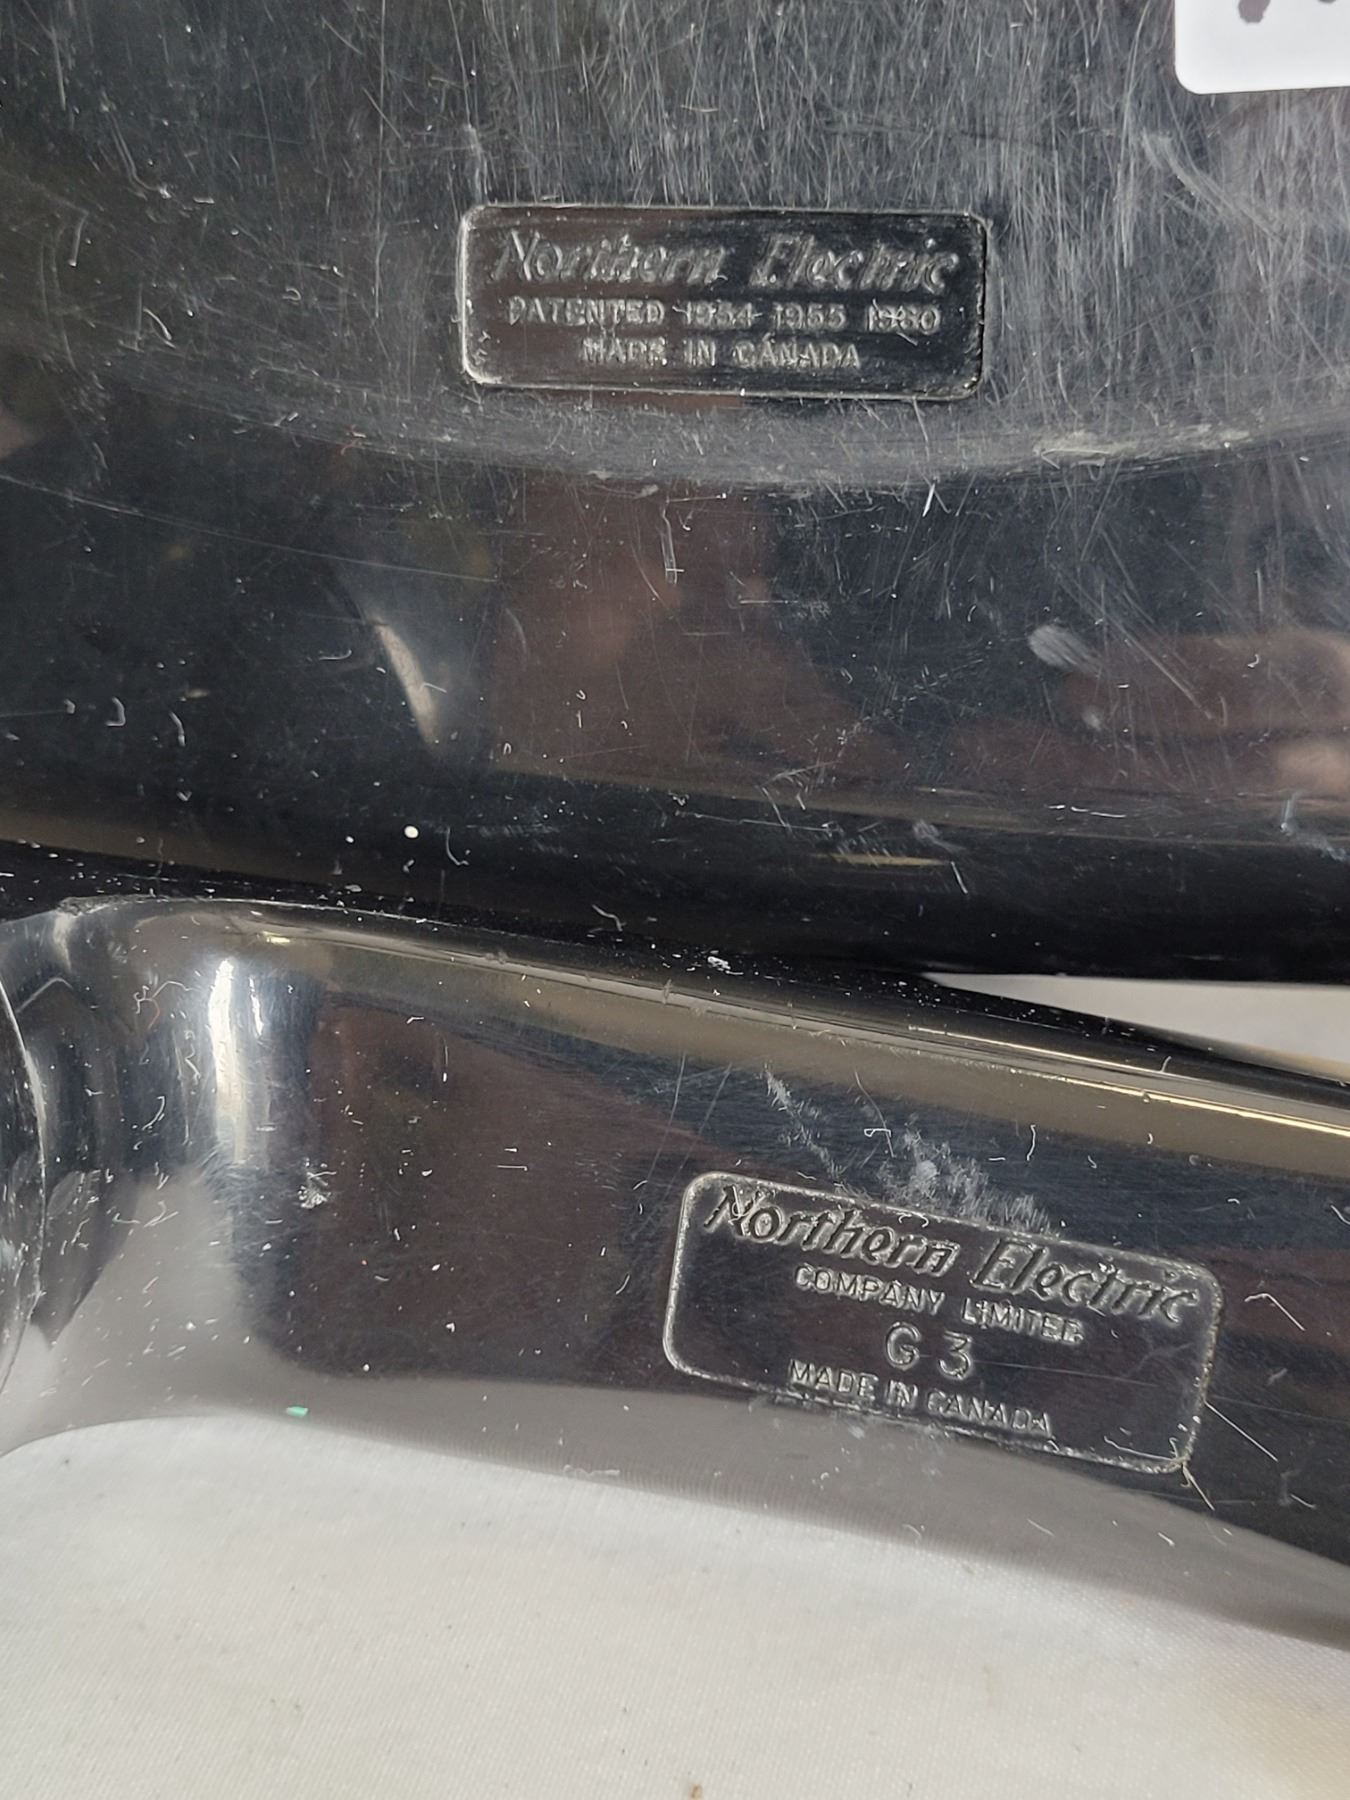 Northern Electric
PATENTED 1954 1955 1960
MADE IN CANADA
Northern Electric
COMPANY LIMITED
G 3
MADE IN CANADA